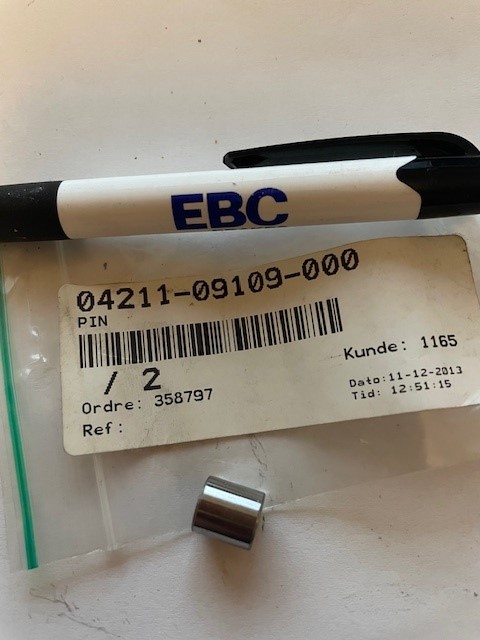 EBC
04211-09109-000
PIN
/ 2
Kunde: 1165
Ordre: 358797
Dato:11-12-2013
Ref:
Tid: 12:51:15